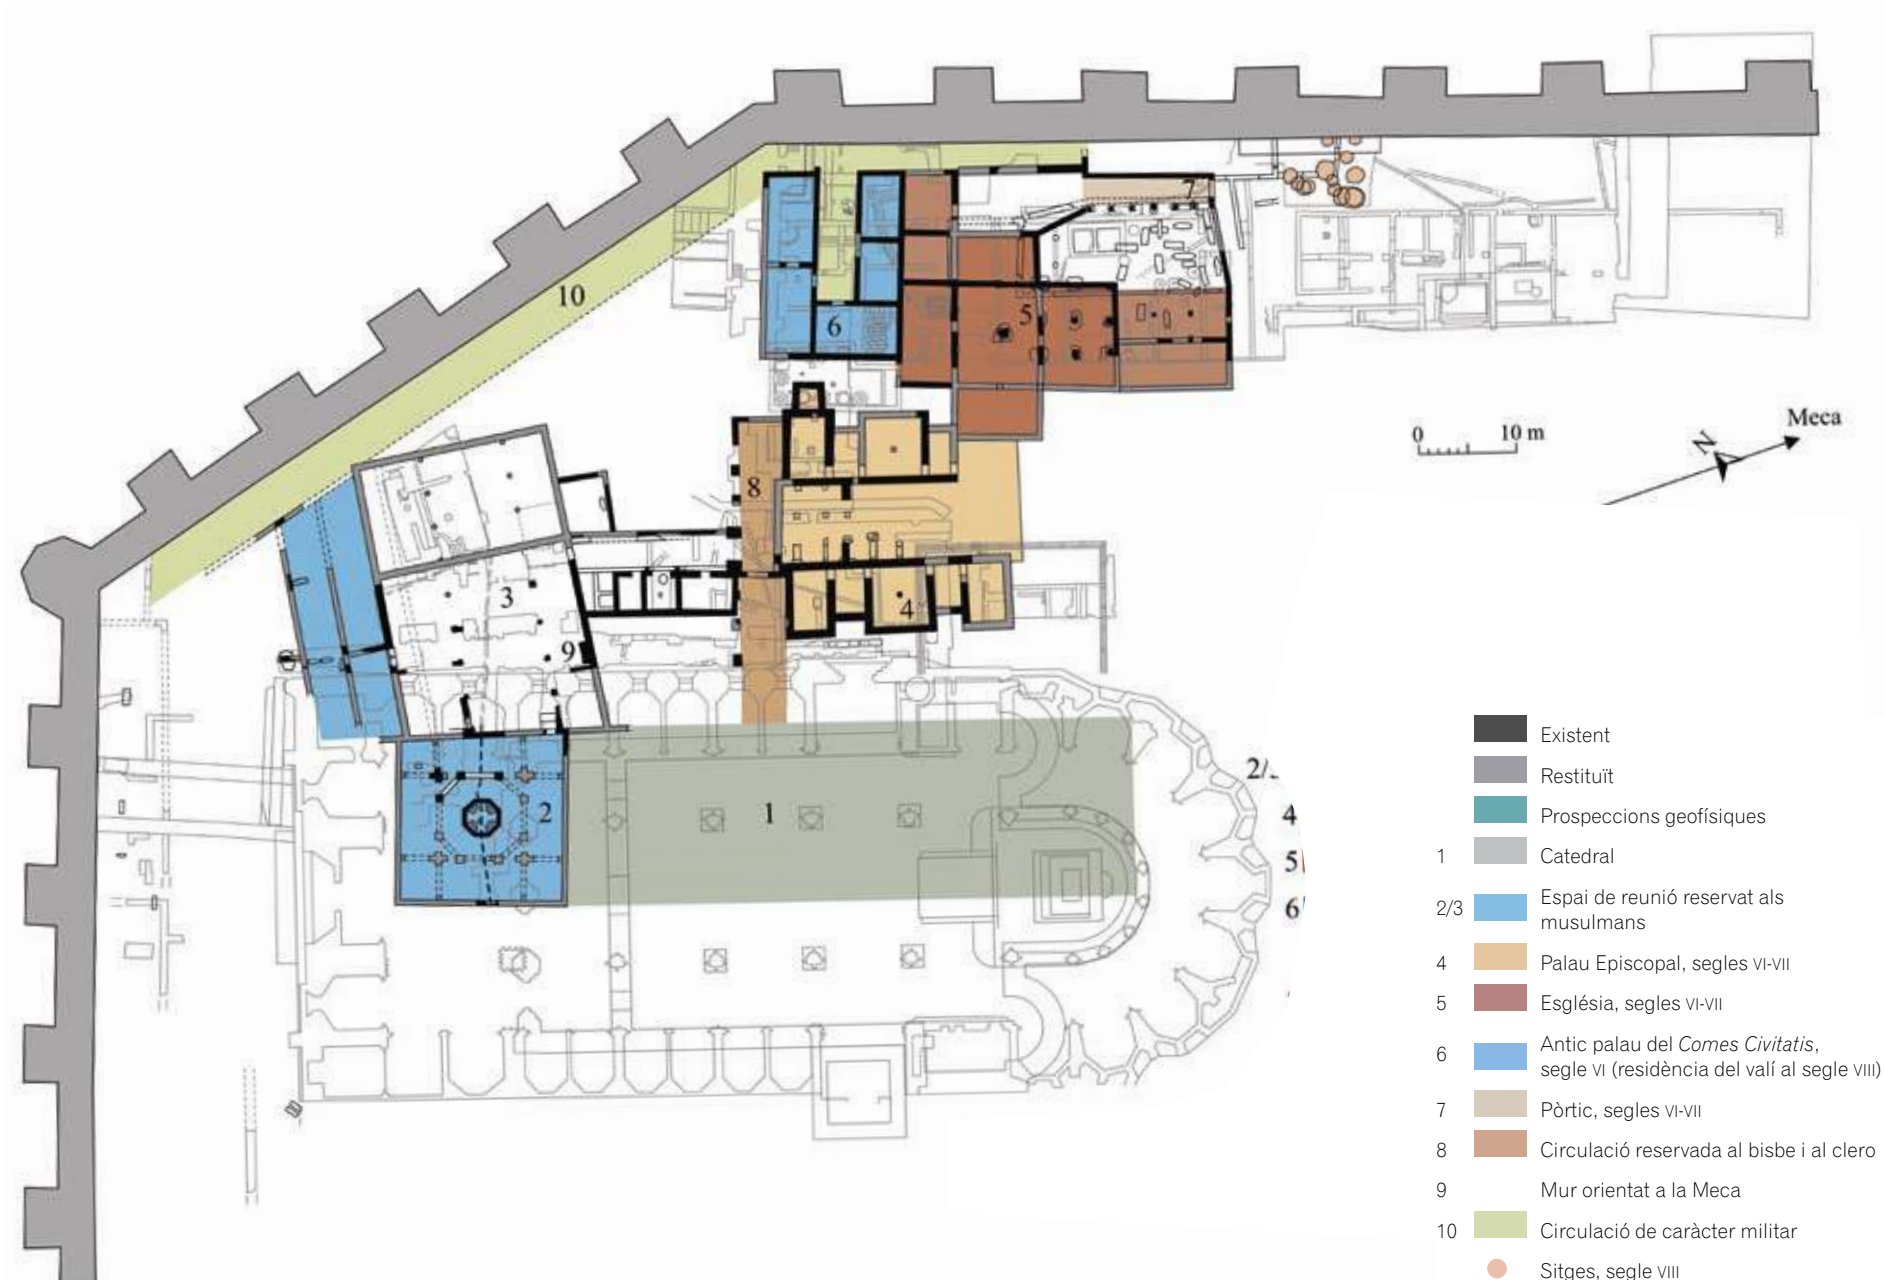 7
10
5
6
Meca
0 10 m
N
8
3
4
9
2/
2
1
4
5
6
Existent
Restituït
Prospeccions geofísiques
1 Catedral
2/3 Espai de reunió reservat als
musulmans
4 Palau Episcopal, segles VI-VII
5 Església, segles VI-VII
6 Antic palau del Comes Civitatis,
segle VI (residència del valí al segle VIII)
7 Pòrtic, segles VI-VII
8 Circulació reservada al bisbe i al clero
9 Mur orientat a la Meca
10 Circulació de caràcter militar
Sitges, segle VIII